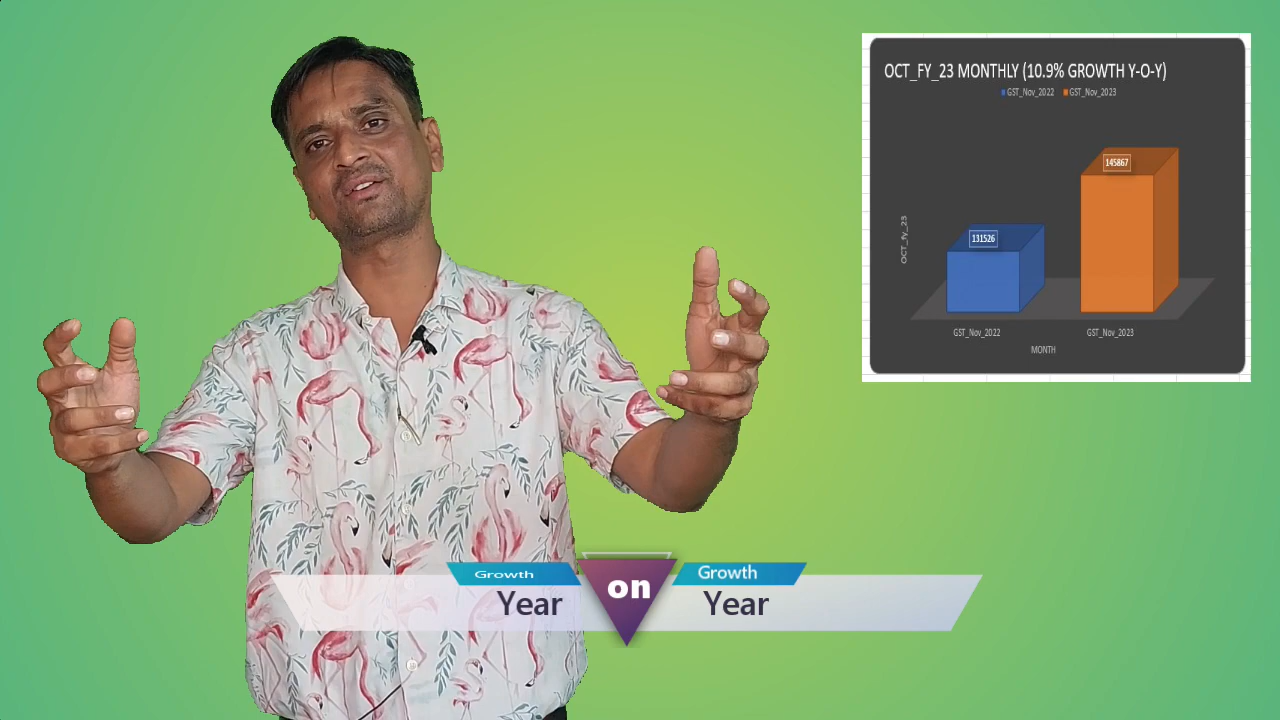 OCT_FY_23 MONTHLY (10.9% GROWTH Y-O-Y)
GST_Nov_2022 GST_Nov_2023
145867
131526
OCT_fy_23
GST_Nov_2022 GST_Nov_2023
MONTH
Growth on Growth
Year Year